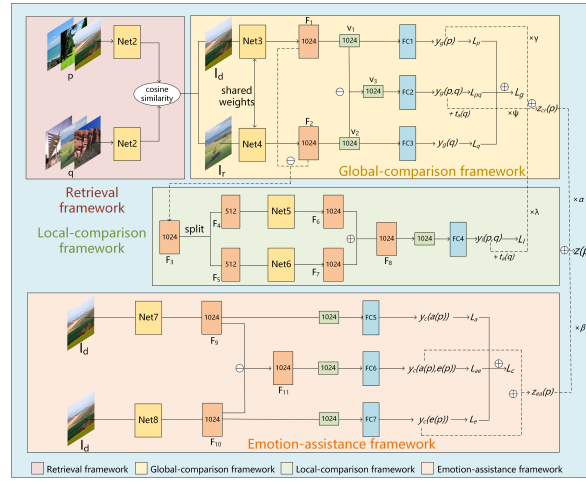 p
Net2
cosine similarity
q
Net2
Retrieval framework
I_d
Net3
shared weights
I_r
Net4
F_1
1024
F_2
1024
v_1
1024
v_3
1024
v_2
1024
FC1
FC2
FC3
y_g(p)
L_p
y_g(p,q)
L_pq
+ t_a(q)
y_g(q)
L_q
L_g
×γ
×ψ
z_cr(p)
Global-comparison framework
Local-comparison framework
1024
F_3
split
512
F_4
512
F_5
Net5
Net6
1024
F_6
1024
F_7
1024
F_8
1024
FC4
y_l(p,q)
L_l
+ t_a(q)
×λ
×α
×β
I_d
Net7
1024
F_9
I_d
Net8
1024
F_10
1024
F_11
1024
1024
1024
FC5
FC6
FC7
y_c(a(p))
L_a
y_c(a(p),e(p))
L_ae
L_c
y_c(e(p))
L_e
z_ea(p)
Emotion-assistance framework
Retrieval framework
Global-comparison framework
Local-comparison framework
Emotion-assistance framework